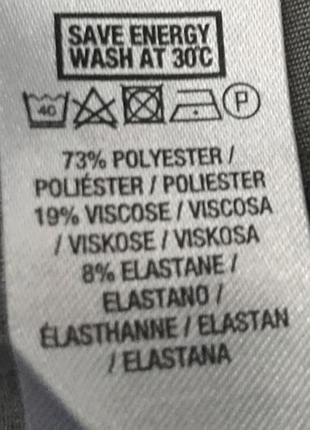 SAVE ENERGY
WASH AT 30°C
40 P
73% POLYESTER /
POLIÉSTER / POLIESTER
19% VISCOSE / VISCOSA
/ VISKOSE / VISKOSA
8% ELASTANE /
ELASTANO /
ÉLASTHANNE / ELASTAN
/ ELASTANA